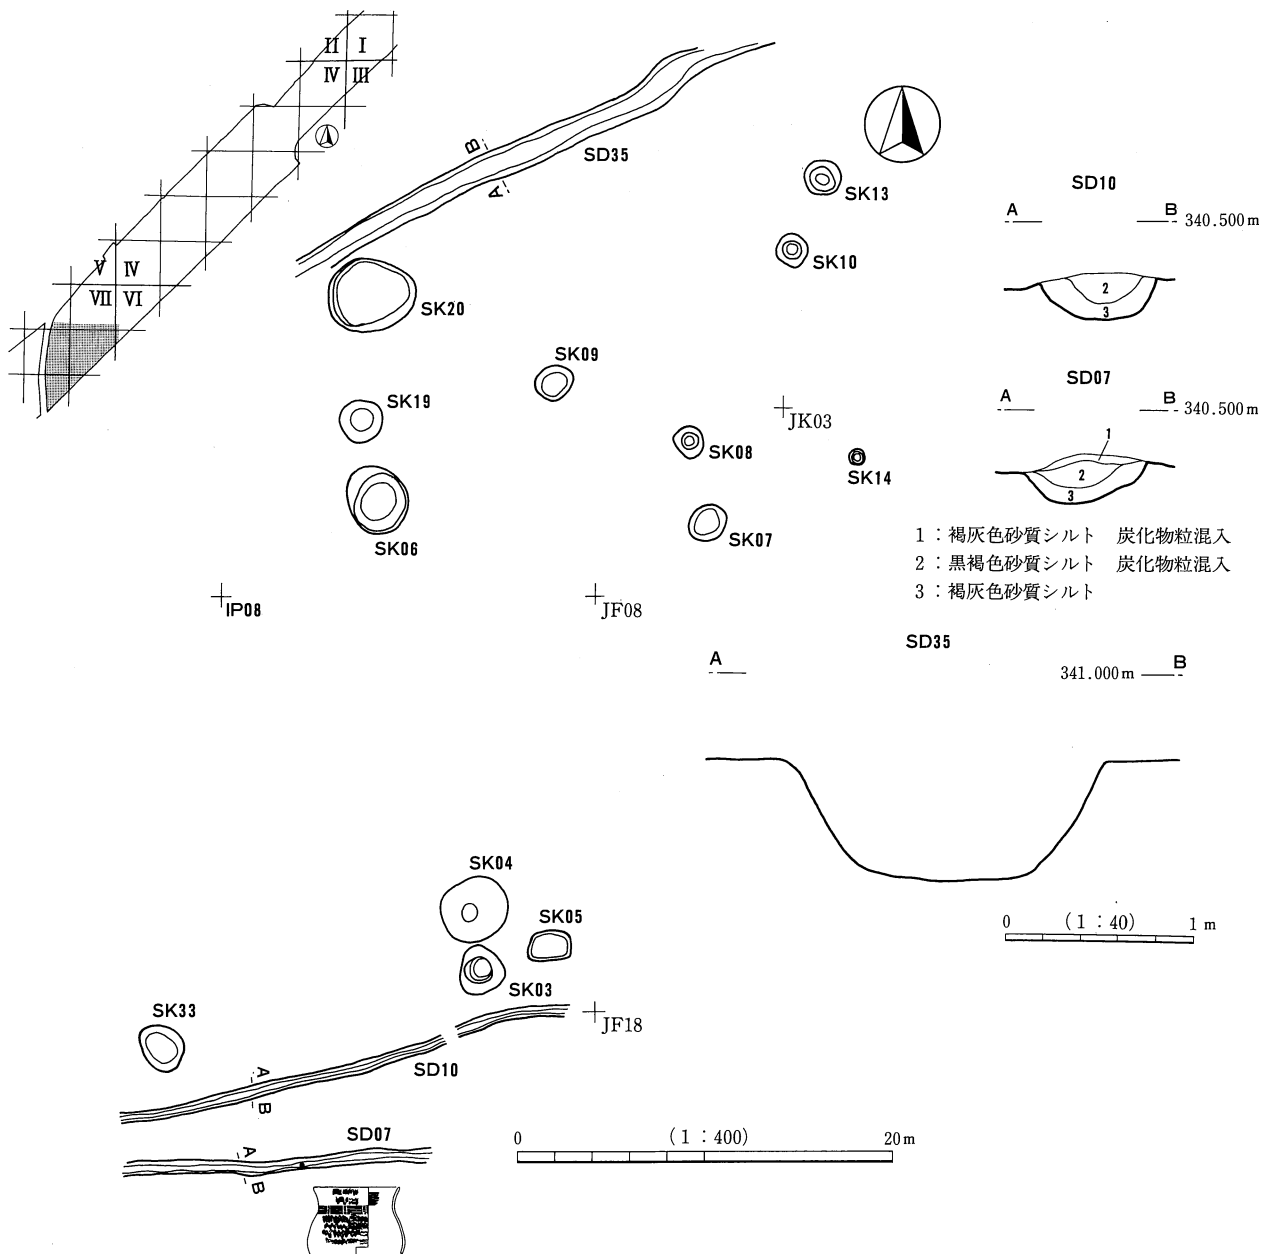 II I
IV III
V IV
VII VI
B
A
SD35
SK13
SK10
SK20
SK09
SK19
JK03
SK08
SK14
SK06
SK07
IP08
JF08
SD10
A B 340.500m
2
3
SD07
A B 340.500m
1
2
3
1：褐灰色砂質シルト　炭化物粒混入
2：黒褐色砂質シルト　炭化物粒混入
3：褐灰色砂質シルト
SD35
A 341.000m B
0 (1：40) 1m
SK04
SK05
SK03
SK33
JF18
SD10
A
B
SD07
A
B
0 (1：400) 20m